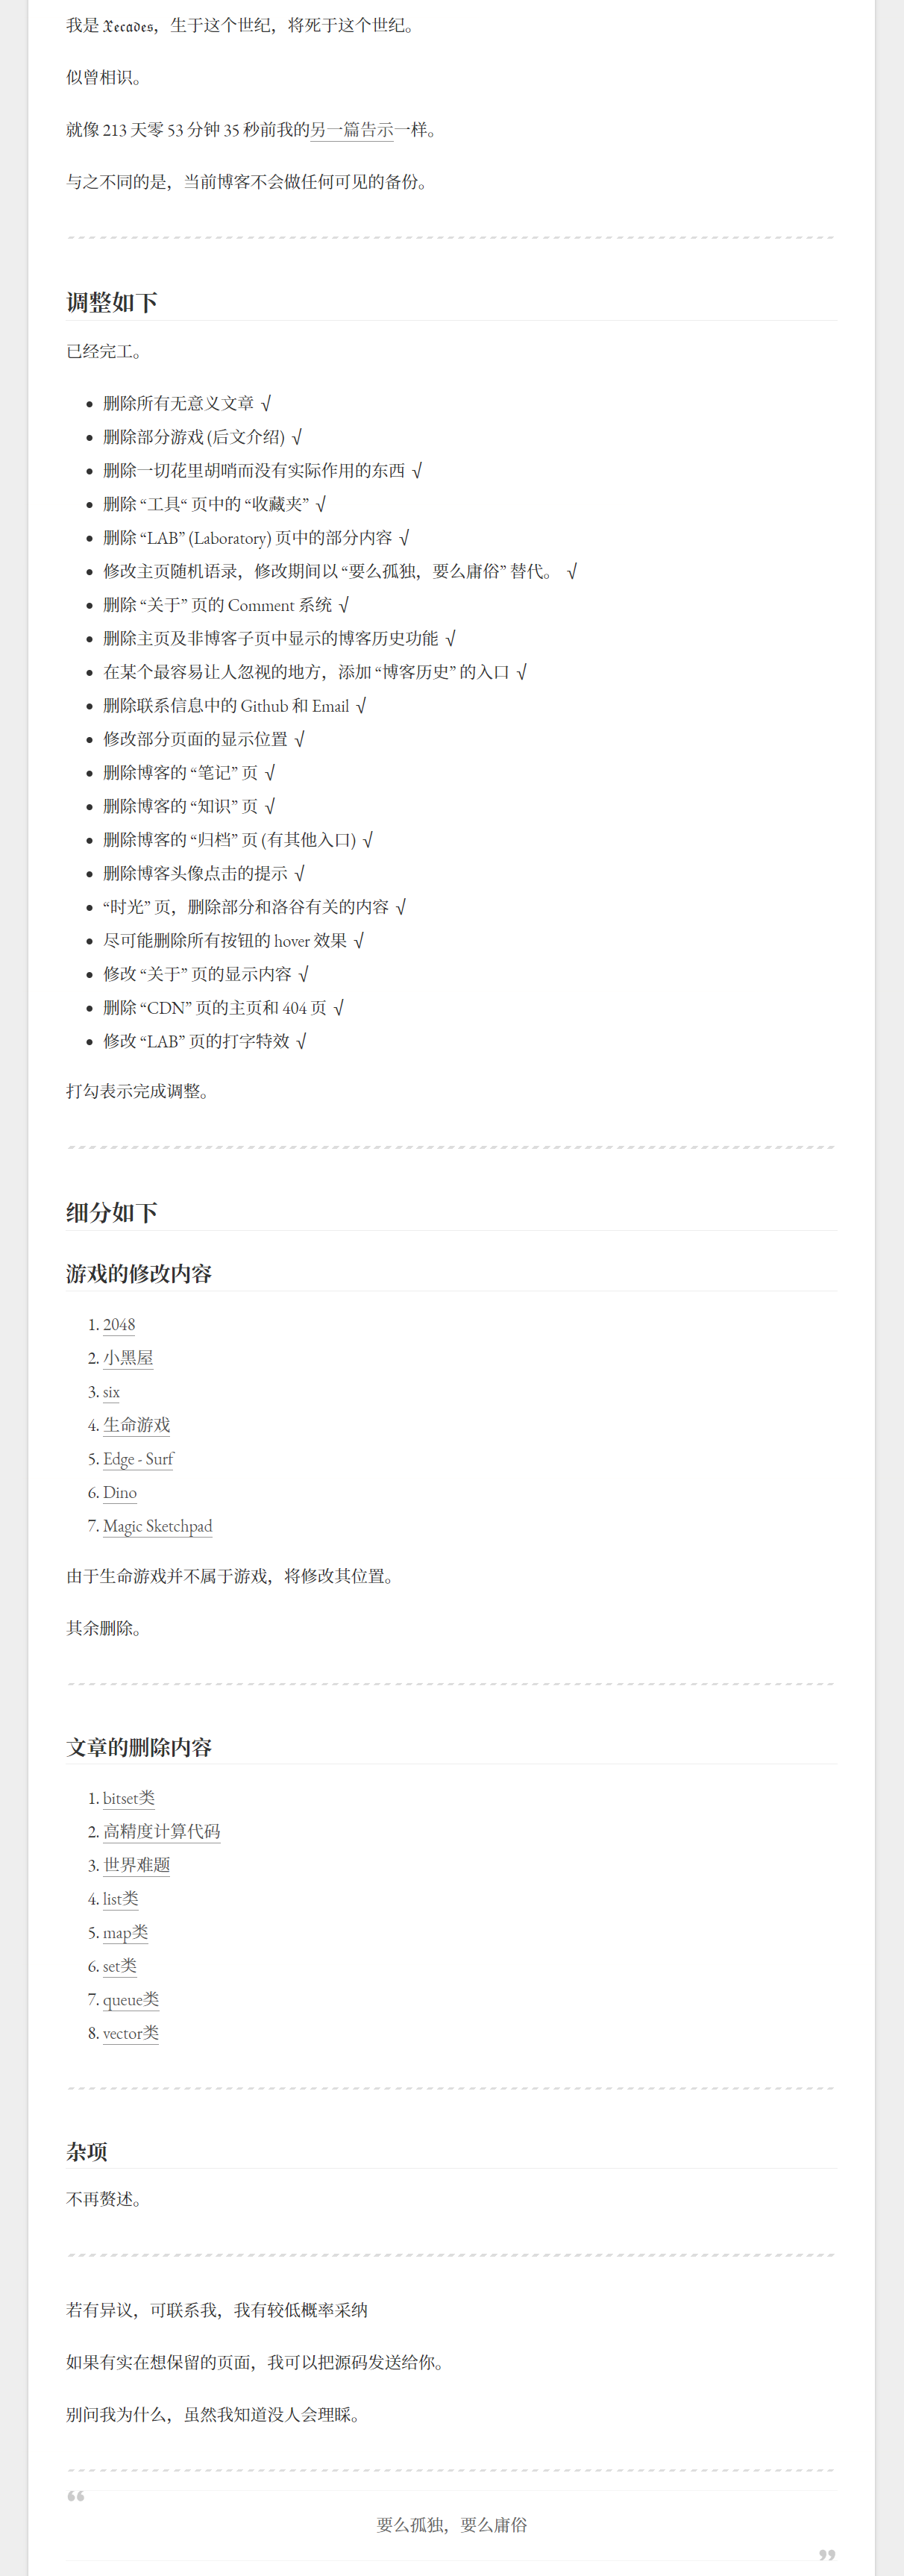 我是 𝔛𝔢𝔠𝔞𝔡𝔢𝔰，生于这个世纪，将死于这个世纪。
似曾相识。
就像 213 天零 53 分钟 35 秒前我的另一篇告示一样。
与之不同的是，当前博客不会做任何可见的备份。
调整如下
已经完工。
• 删除所有无意义文章 √
• 删除部分游戏 (后文介绍) √
• 删除一切花里胡哨而没有实际作用的东西 √
• 删除 “工具“ 页中的 “收藏夹” √
• 删除 “LAB” (Laboratory) 页中的部分内容 √
• 修改主页随机语录，修改期间以 “要么孤独，要么庸俗” 替代。 √
• 删除 “关于” 页的 Comment 系统 √
• 删除主页及非博客子页中显示的博客历史功能 √
• 在某个最容易让人忽视的地方，添加 “博客历史” 的入口 √
• 删除联系信息中的 Github 和 Email √
• 修改部分页面的显示位置 √
• 删除博客的 “笔记” 页 √
• 删除博客的 “知识” 页 √
• 删除博客的 “归档” 页 (有其他入口) √
• 删除博客头像点击的提示 √
• “时光” 页，删除部分和洛谷有关的内容 √
• 尽可能删除所有按钮的 hover 效果 √
• 修改 “关于” 页的显示内容 √
• 删除 “CDN” 页的主页和 404 页 √
• 修改 “LAB” 页的打字特效 √
打勾表示完成调整。
细分如下
游戏的修改内容
1. 2048
2. 小黑屋
3. six
4. 生命游戏
5. Edge - Surf
6. Dino
7. Magic Sketchpad
由于生命游戏并不属于游戏，将修改其位置。
其余删除。
文章的删除内容
1. bitset类
2. 高精度计算代码
3. 世界难题
4. list类
5. map类
6. set类
7. queue类
8. vector类
杂项
不再赘述。
若有异议，可联系我，我有较低概率采纳
如果有实在想保留的页面，我可以把源码发送给你。
别问我为什么，虽然我知道没人会理睬。
“
要么孤独，要么庸俗
”